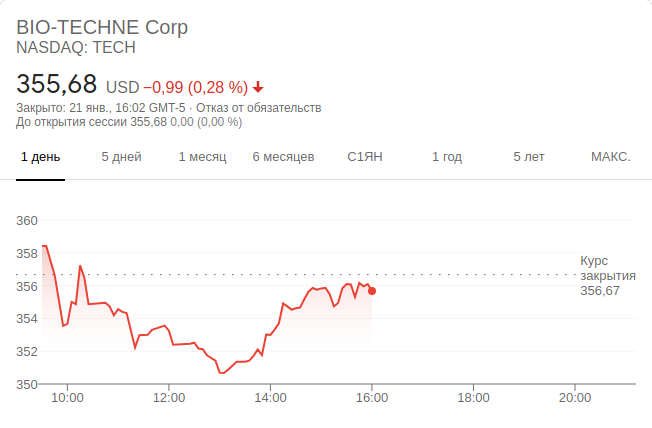 BIO-TECHNE Corp
NASDAQ: TECH
355,68 USD −0,99 (0,28 %)
Закрыто: 21 янв., 16:02 GMT-5 · Отказ от обязательств
До открытия сессии 355,68 0,00 (0,00 %)
1 день 5 дней 1 месяц 6 месяцев С1ЯН 1 год 5 лет МАКС.
360
358
356
354
352
350
Курс
закрытия
356,67
10:00 12:00 14:00 16:00 18:00 20:00